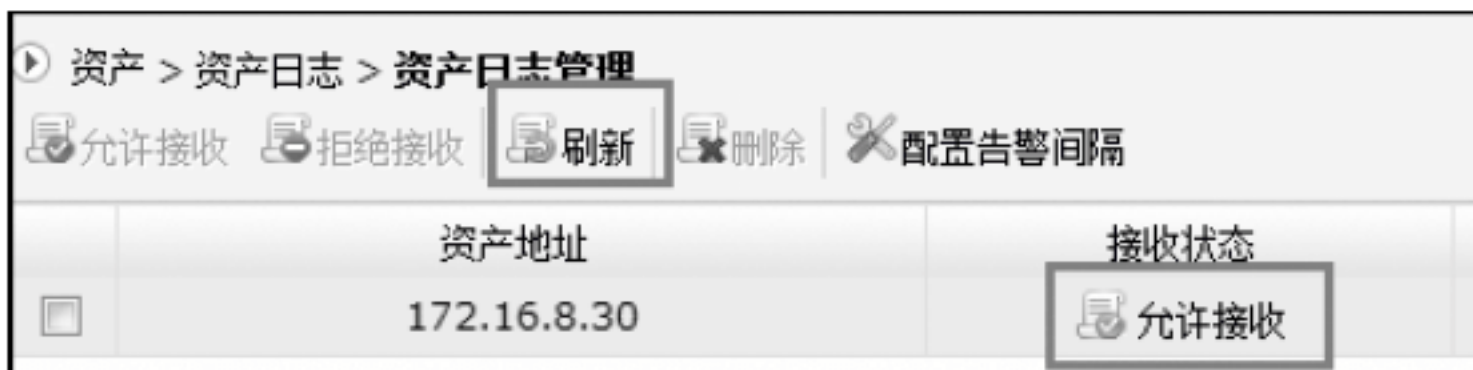 资产 > 资产日志 > 资产日志管理
允许接收 拒绝接收 刷新 删除 配置告警间隔
资产地址 接收状态
172.16.8.30 允许接收